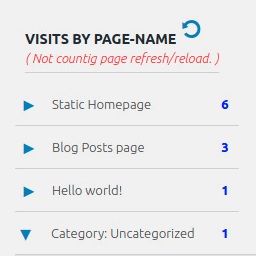 VISITS BY PAGE-NAME
( Not countig page refresh/reload. )
Static Homepage 6
Blog Posts page 3
Hello world! 1
Category: Uncategorized 1